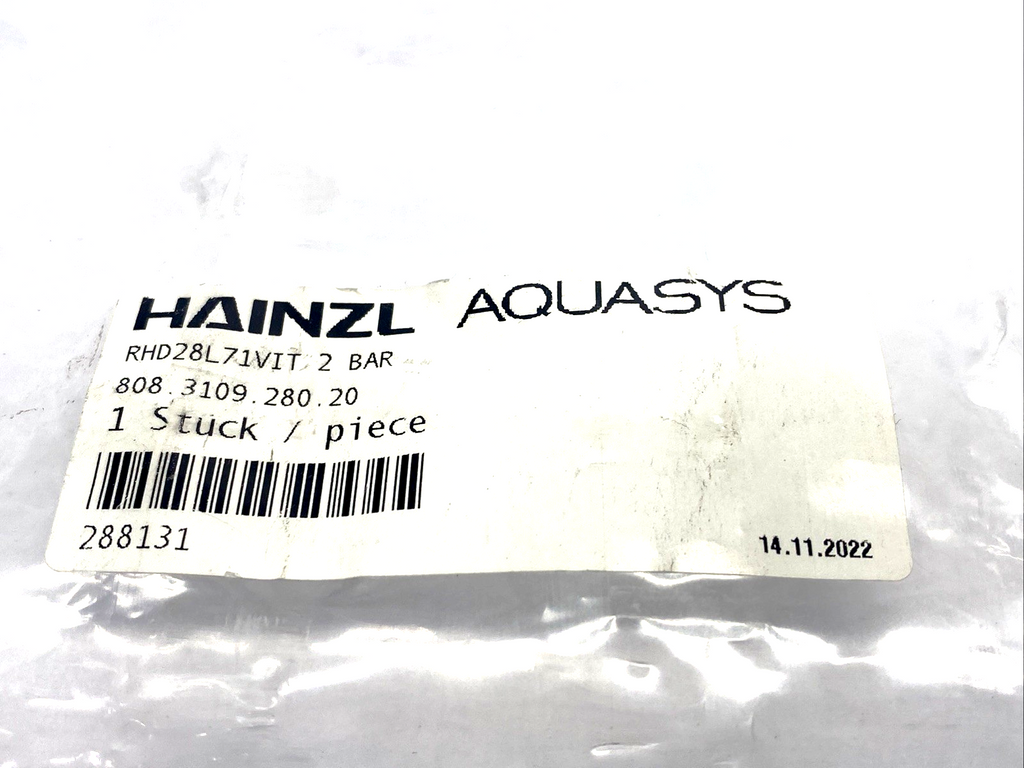 HAINZL AQUASYS
RHD28L71VIT 2 BAR
808.3109.280.20
1 Stuck / piece
288131
14.11.2022